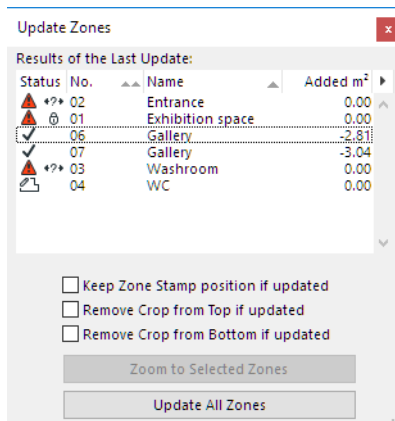 Update Zones
x
Results of the Last Update:
Status No. Name Added m²
02 Entrance 0.00
01 Exhibition space 0.00
06 Gallery -2.81
07 Gallery -3.04
03 Washroom 0.00
04 WC 0.00
Keep Zone Stamp position if updated
Remove Crop from Top if updated
Remove Crop from Bottom if updated
Zoom to Selected Zones
Update All Zones